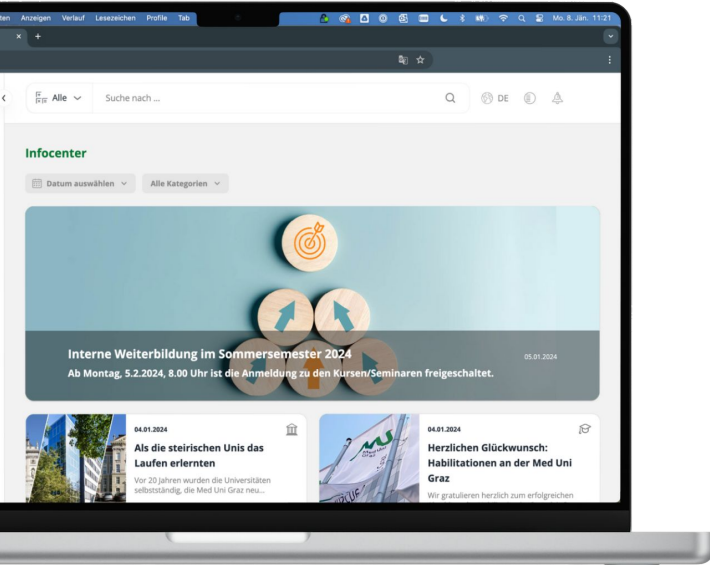 ten Anzeigen Verlauf Lesezeichen Profile Tab Mo. 8. Jän. 11:21
Alle Suche nach ... DE
Infocenter
Datum auswählen Alle Kategorien
Interne Weiterbildung im Sommersemester 2024
05.01.2024
Ab Montag, 5.2.2024, 8.00 Uhr ist die Anmeldung zu den Kursen/Seminaren freigeschaltet.
04.01.2024
Als die steirischen Unis das
Laufen erlernten
Vor 20 Jahren wurden die Universitäten
selbstständig, die Med Uni Graz neu...
MU
Med Uni
Graz
04.01.2024
Herzlichen Glückwunsch:
Habilitationen an der Med Uni
Graz
Wir gratulieren herzlich zum erfolgreichen